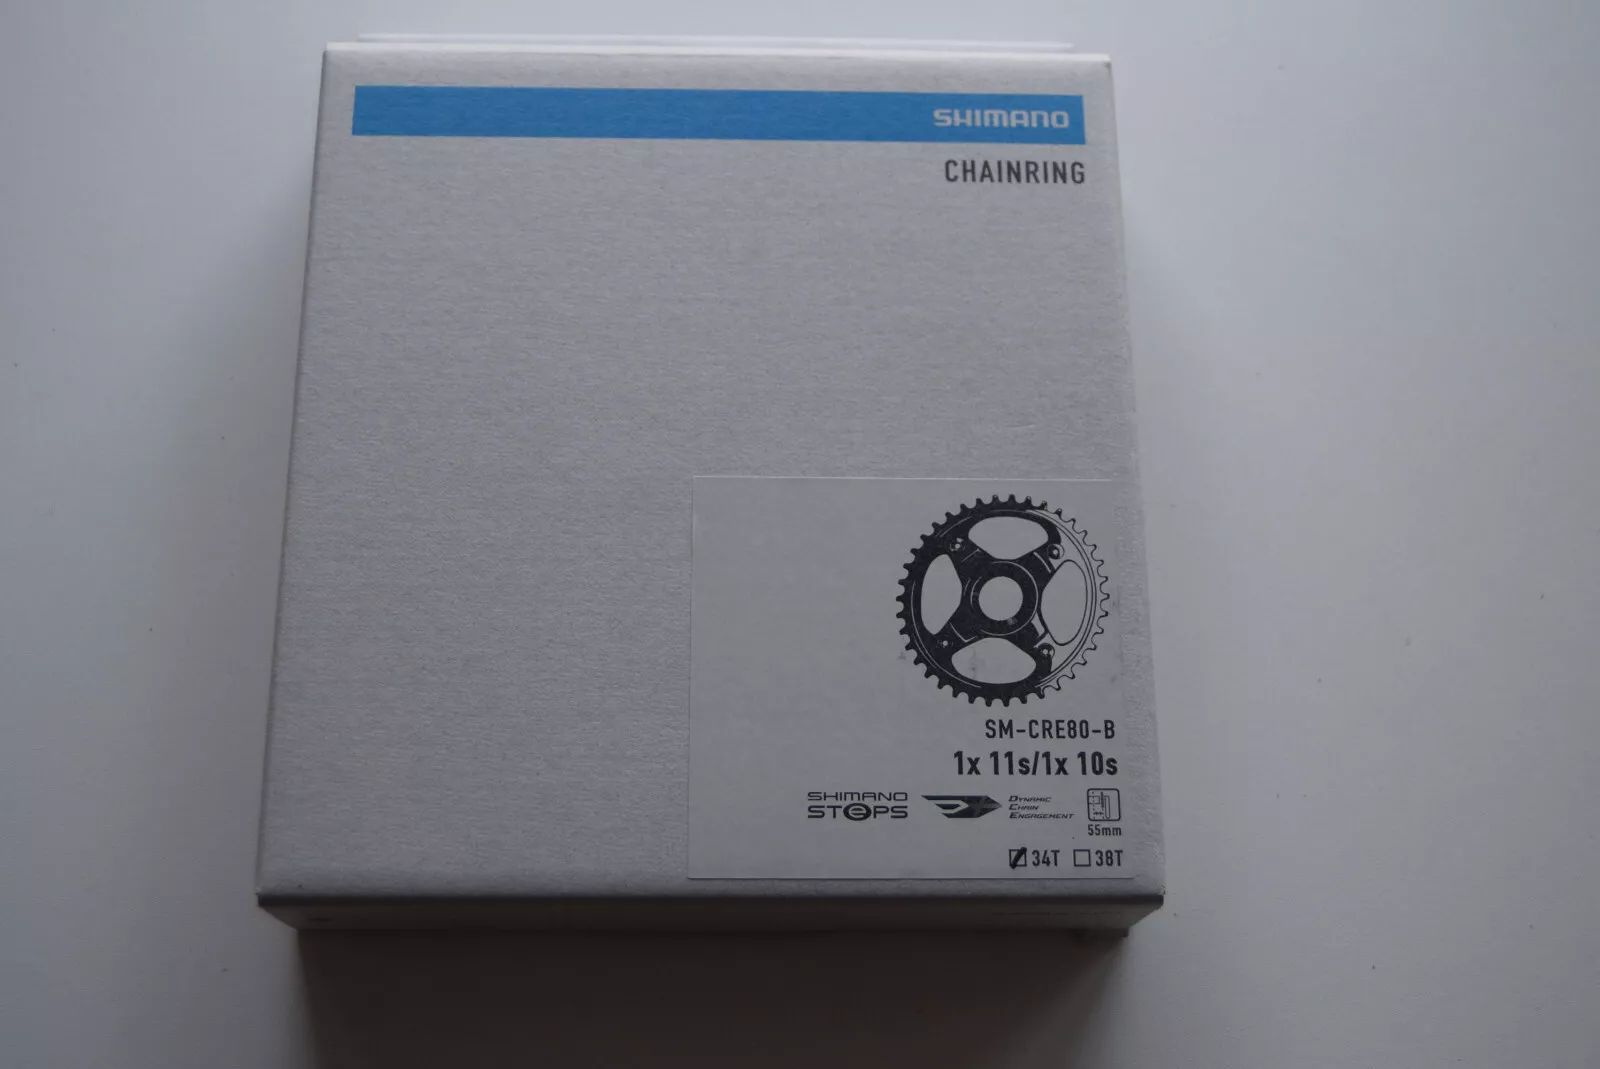 SHIMANO
CHAINRING
SM-CRE80-B
1x 11s/1x 10s
SHIMANO
STEPS
DYNAMIC
CHAIN
ENGAGEMENT
55mm
34T 38T